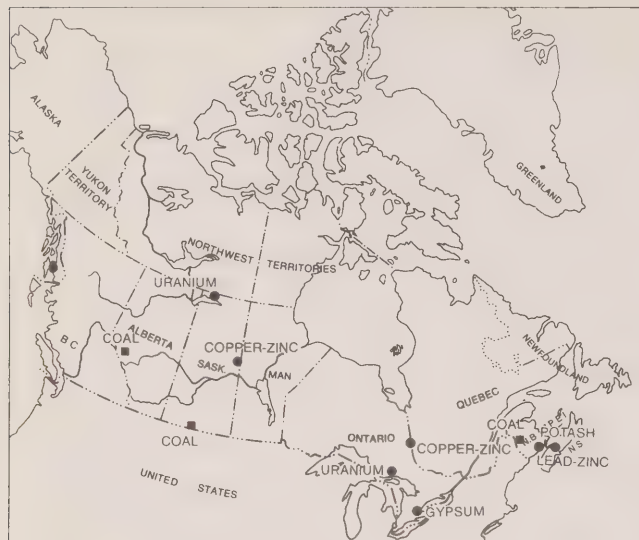 ALASKA
YUKON
TERRITORY
GREENLAND
NORTHWEST TERRITORIES
URANIUM
B C
ALBERTA
COAL
COPPER-ZINC
SASK.
MAN
NEWFOUNDLAND
QUEBEC
COAL
ONTARIO
COPPER-ZINC
COAL
N B
P E I
POTASH
N S
LEAD-ZINC
URANIUM
UNITED STATES
GYPSUM